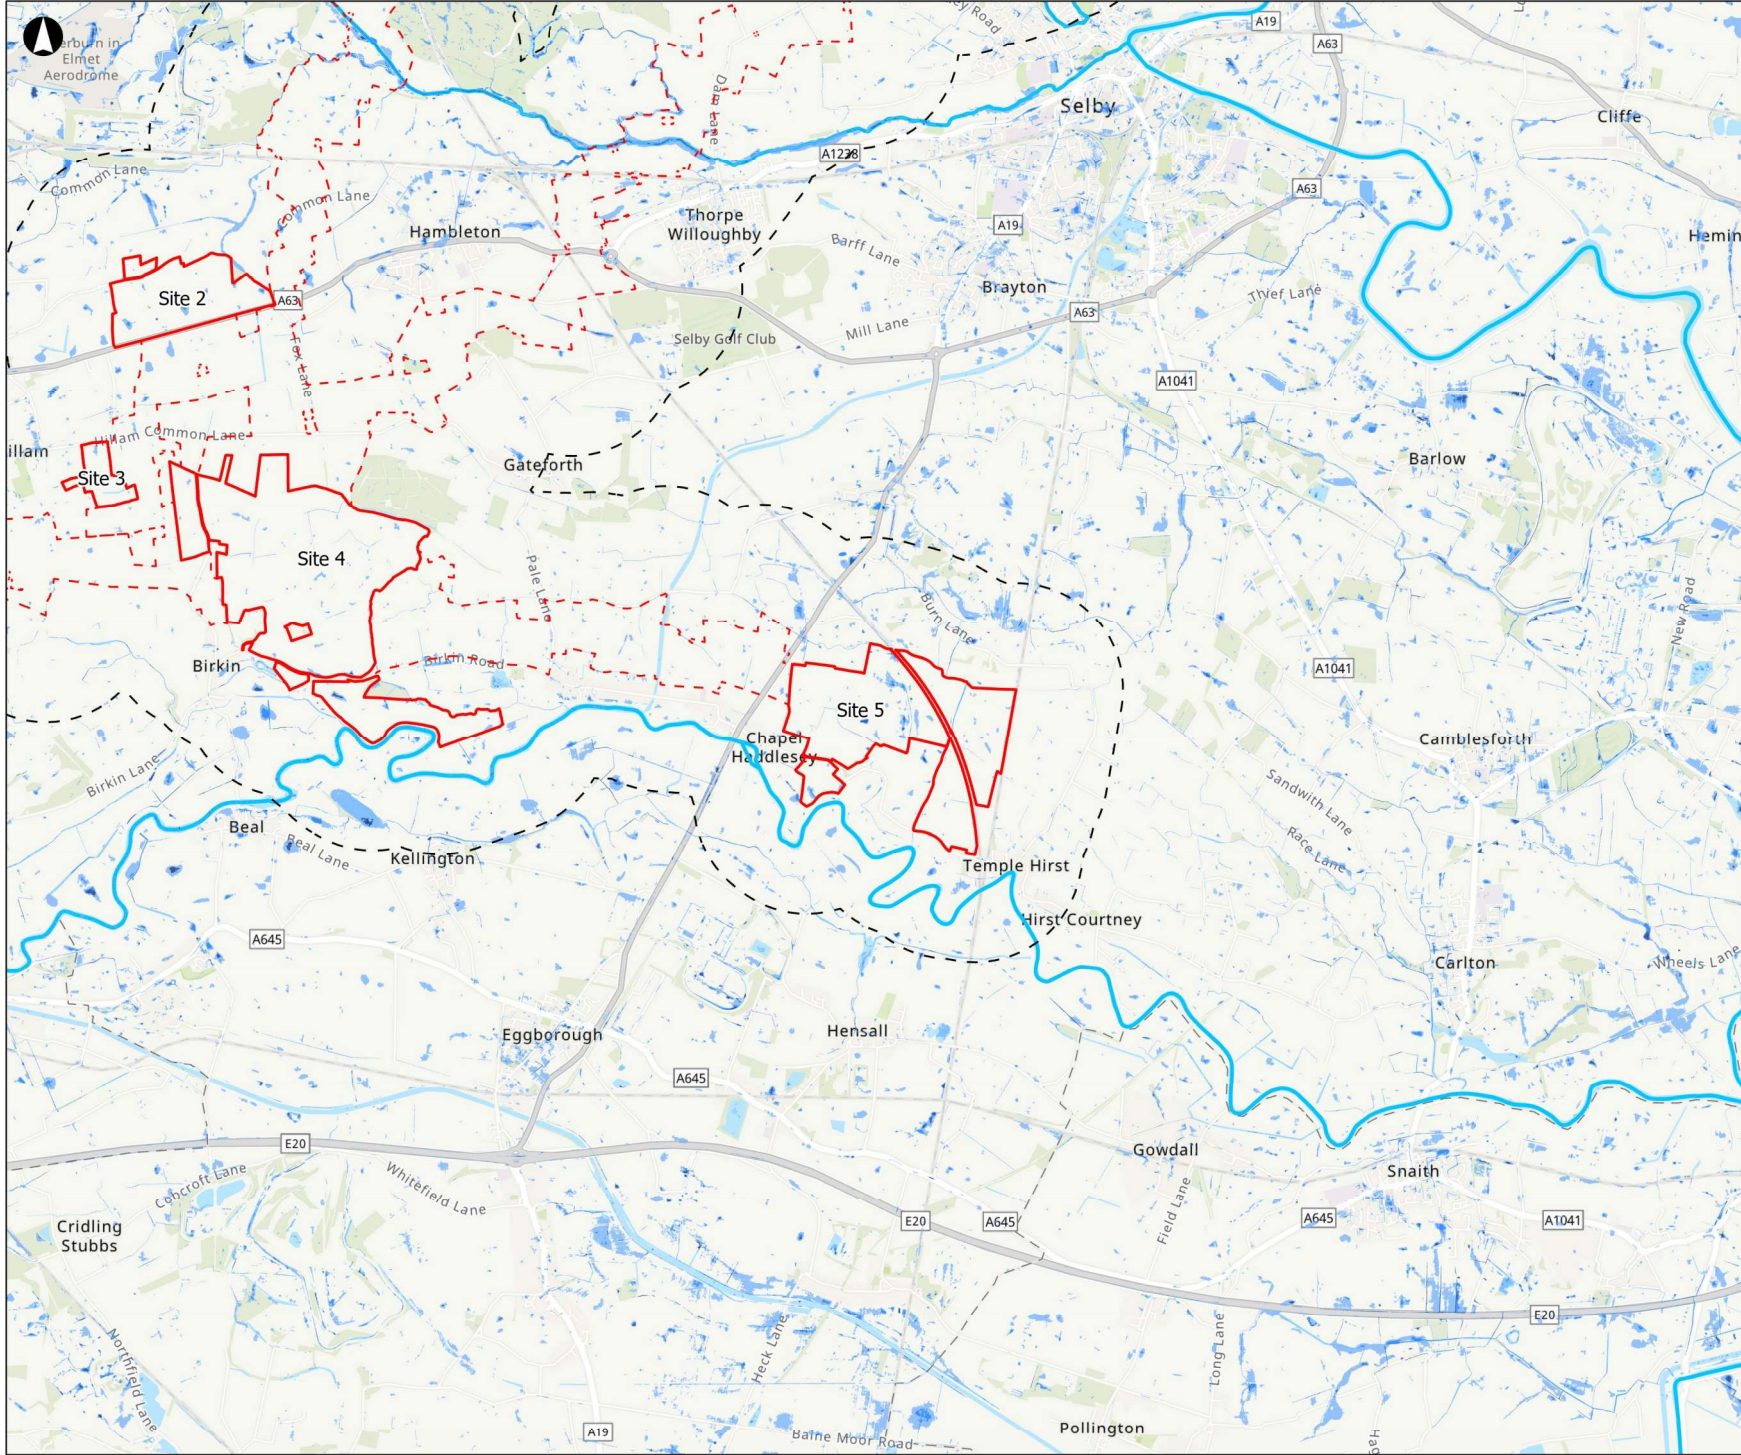 A19
A63
erburn in
Elmet
Aerodrome
Dam Lane
Selby
Cliffe
A1238
Common Lane
Common Lane
A63
Thorpe
Willoughby
Hambleton
A19
Barff Lane
Hemin
Brayton
Thief Lane
Site 2
A63
A63
Mill Lane
Selby Golf Club
Fox Lane
A1041
Hillam Common Lane
illam
Gateforth
Barlow
Site 3
Site 4
Pale Lane
Burn Lane
New Road
Birkin
Birkin Road
A1041
Site 5
Chapel
Haddlesey
Camblesforth
Birkin Lane
Sandwith Lane
Beal
Beal Lane
Race Lane
Kellington
Temple Hirst
Hirst Courtney
A645
Carlton
Wheels Lane
Eggborough
Hensall
A645
E20
Gowdall
Snaith
Cobcroft Lane
Whitefield Lane
Field Lane
Cridling
Stubbs
E20
A645
A645
A1041
E20
Northfield Lane
Heck Lane
Long Lane
A19
Pollington
Balne Moor Road